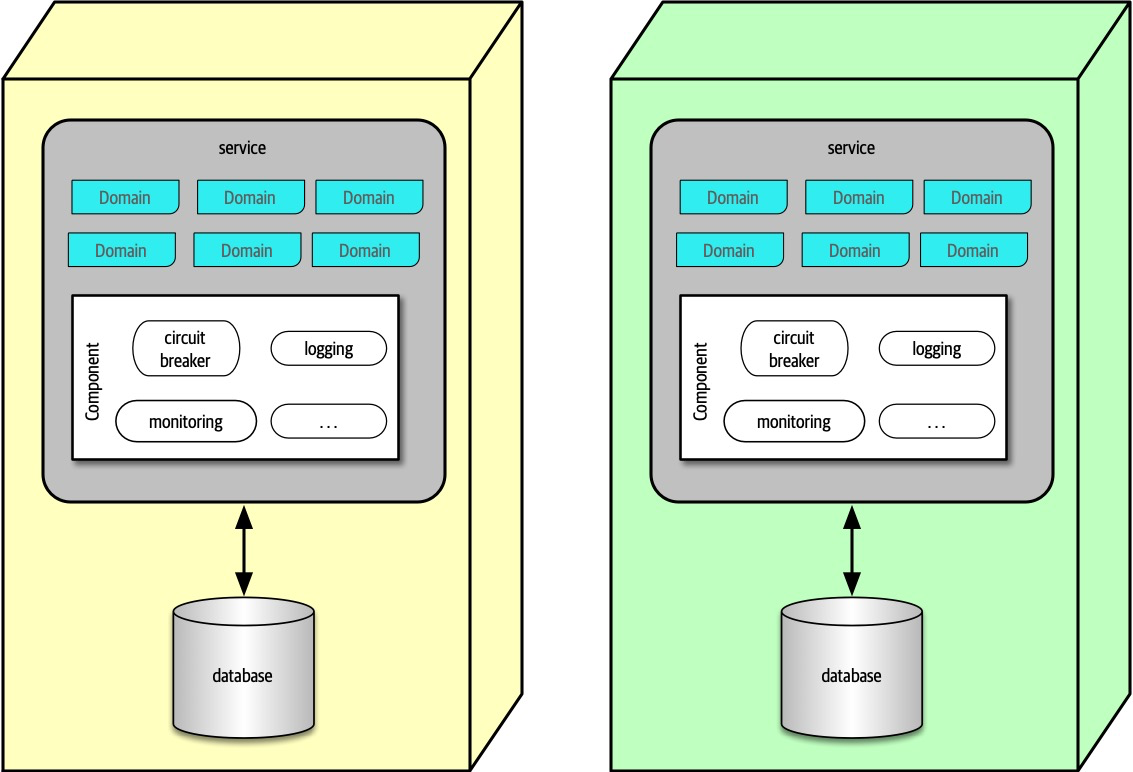 service
Domain Domain Domain
Domain Domain Domain
Component
circuit
breaker
logging
monitoring
...
database
service
Domain Domain Domain
Domain Domain Domain
Component
circuit
breaker
logging
monitoring
...
database